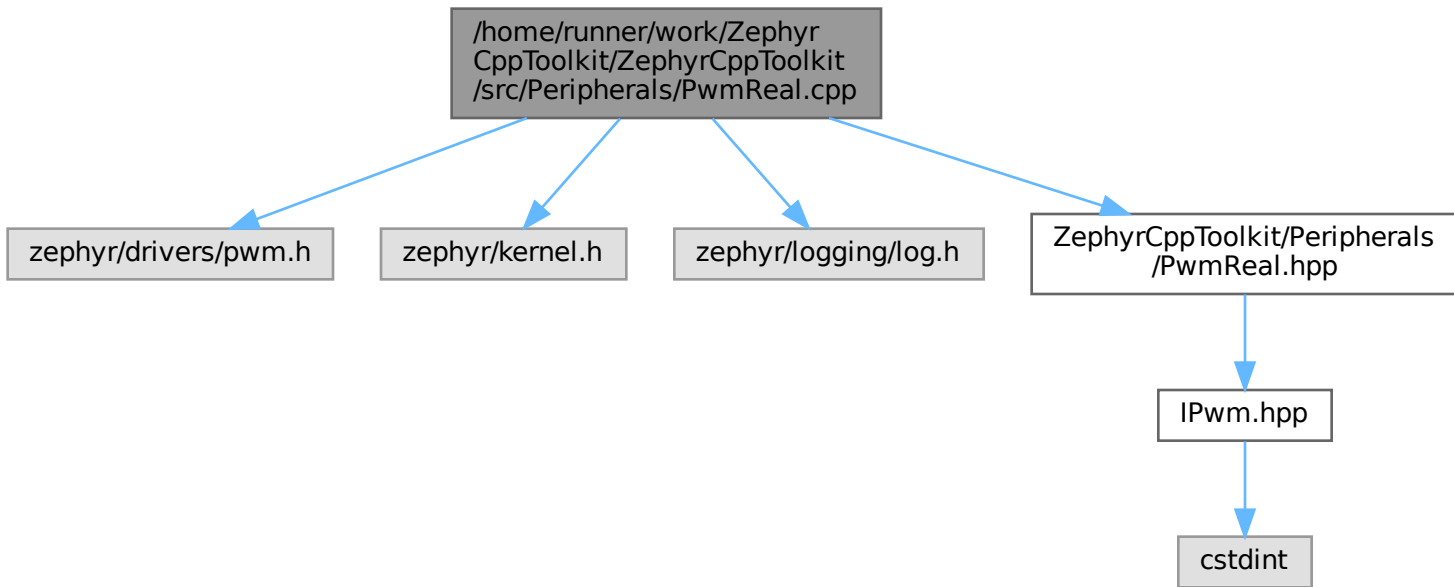 /home/runner/work/Zephyr
CppToolkit/ZephyrCppToolkit
/src/Peripherals/PwmReal.cpp
zephyr/drivers/pwm.h
zephyr/kernel.h
zephyr/logging/log.h
ZephyrCppToolkit/Peripherals
/PwmReal.hpp
IPwm.hpp
cstdint